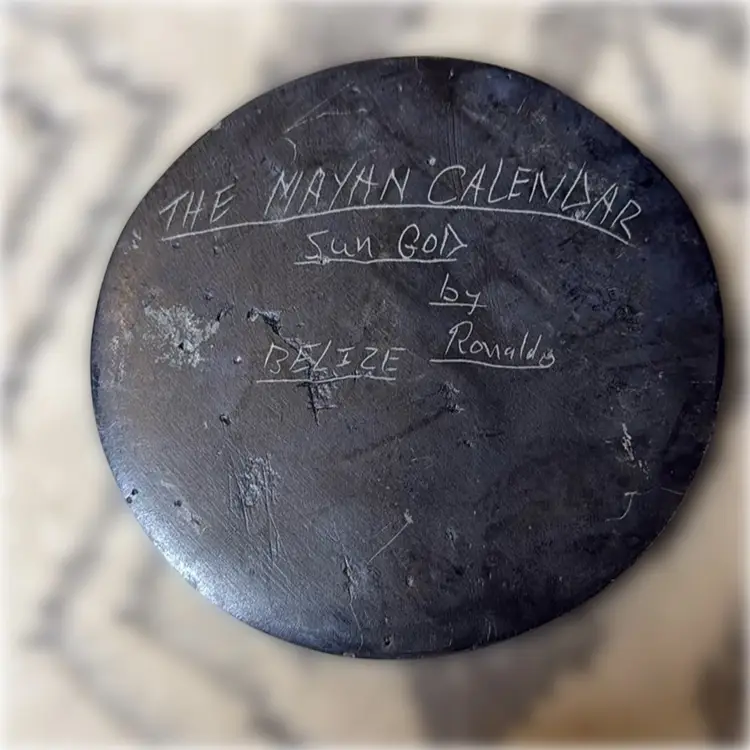 THE MAYAN CALENDAR
Sun GOD
by
Ronaldo
BELIZE